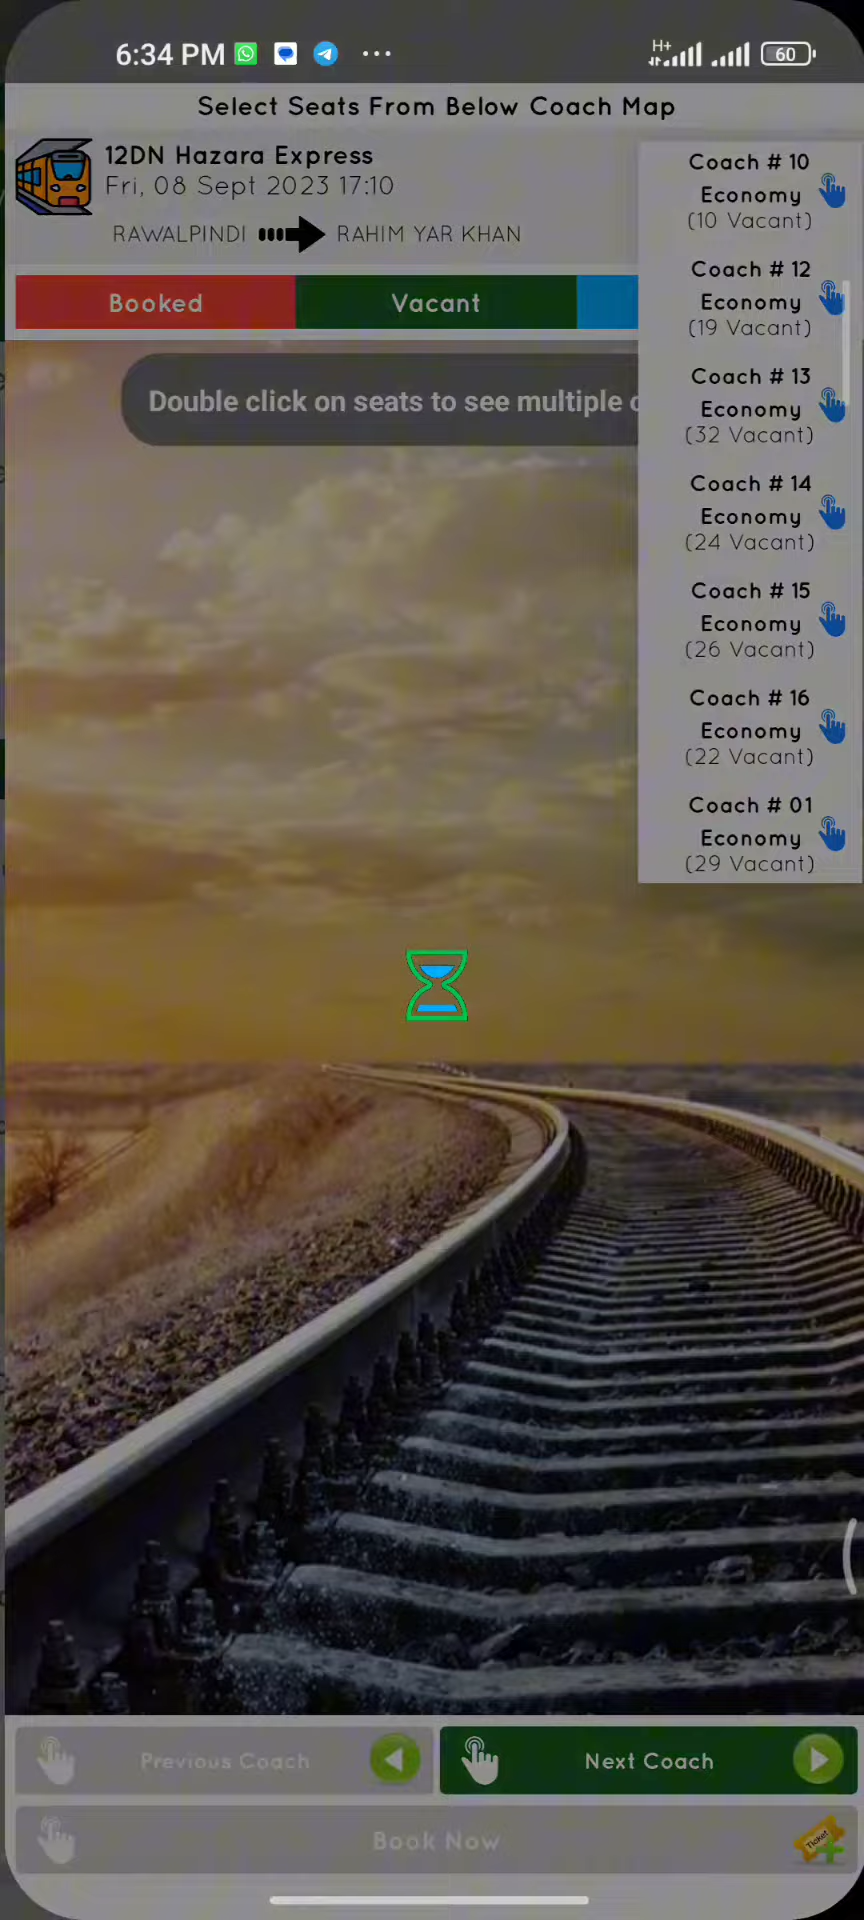 6:34 PM
H+
60
Select Seats From Below Coach Map
12DN Hazara Express
Fri, 08 Sept 2023 17:10
RAWALPINDI RAHIM YAR KHAN
Booked Vacant
Double click on seats to see multiple
Coach # 10
Economy
(10 Vacant)
Coach # 12
Economy
(19 Vacant)
Coach # 13
Economy
(32 Vacant)
Coach # 14
Economy
(24 Vacant)
Coach # 15
Economy
(26 Vacant)
Coach # 16
Economy
(22 Vacant)
Coach # 01
Economy
(29 Vacant)
Previous Coach
Next Coach
Book Now
Ticket